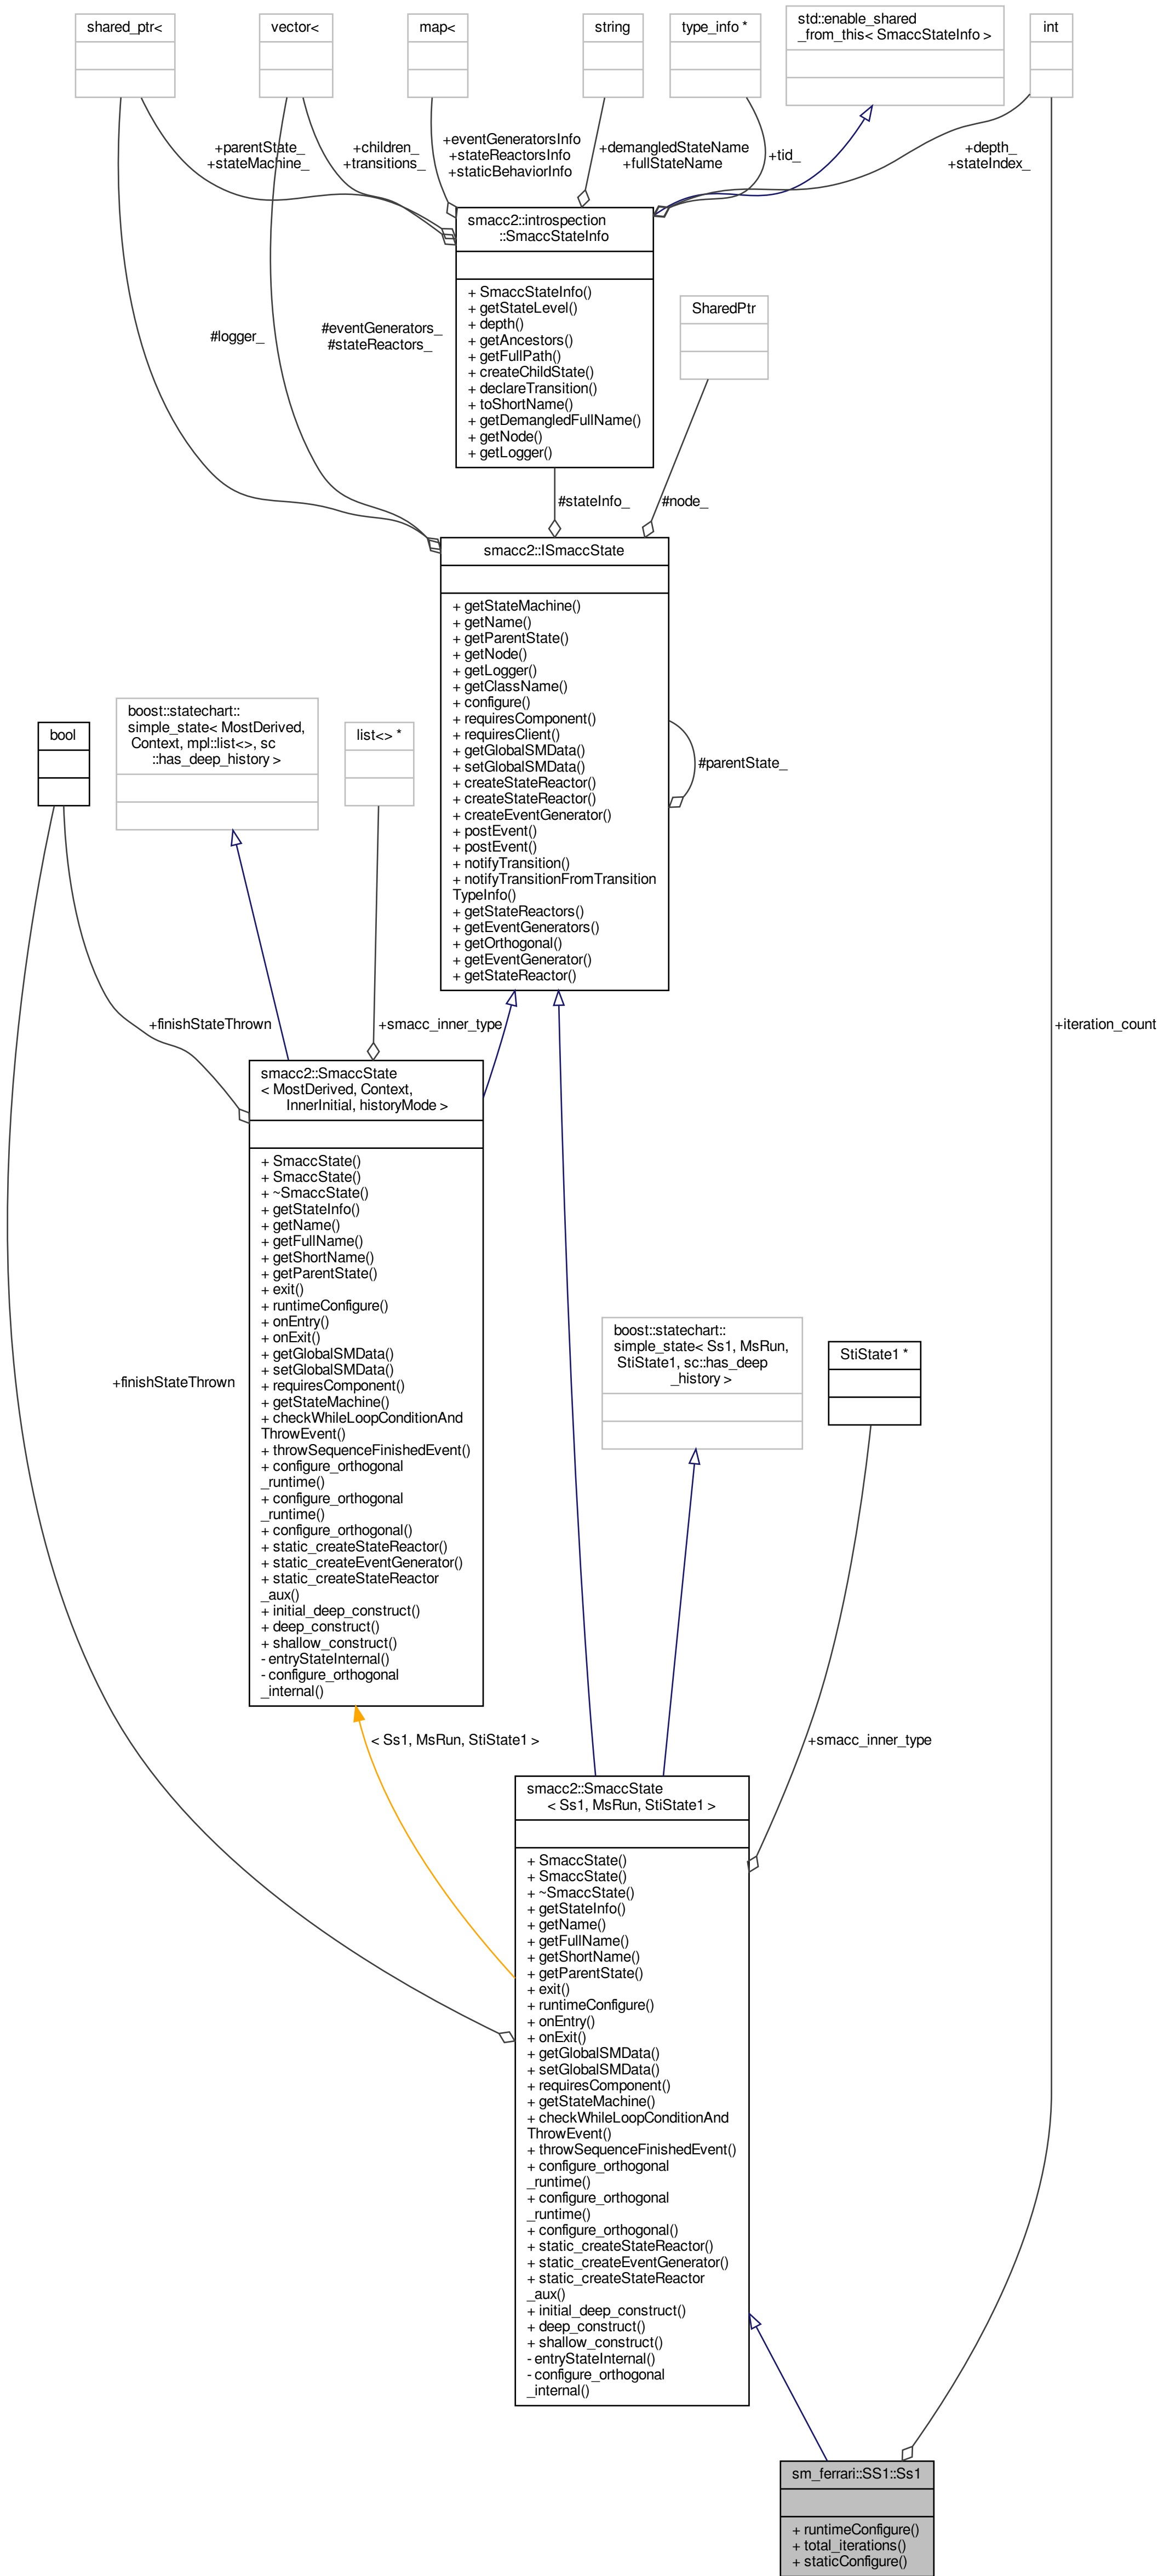 shared_ptr<
vector<
map<
string
type_info *
std::enable_shared
_from_this< SmaccStateInfo >
int
+parentState_
+stateMachine_
+children_
+transitions_
+eventGeneratorsInfo
+stateReactorsInfo
+staticBehaviorInfo
+demangledStateName
+fullStateName
+tid_
+depth_
+stateIndex_
smacc2::introspection
::SmaccStateInfo
+ SmaccStateInfo()
+ getStateLevel()
+ depth()
+ getAncestors()
+ getFullPath()
+ createChildState()
+ declareTransition()
+ toShortName()
+ getDemangledFullName()
+ getNode()
+ getLogger()
SharedPtr
#logger_
#eventGenerators_
#stateReactors_
#stateInfo_
#node_
smacc2::ISmaccState
+ getStateMachine()
+ getName()
+ getParentState()
+ getNode()
+ getLogger()
+ getClassName()
+ configure()
+ requiresComponent()
+ requiresClient()
+ getGlobalSMData()
+ setGlobalSMData()
+ createStateReactor()
+ createStateReactor()
+ createEventGenerator()
+ postEvent()
+ postEvent()
+ notifyTransition()
+ notifyTransitionFromTransition
TypeInfo()
+ getStateReactors()
+ getEventGenerators()
+ getOrthogonal()
+ getEventGenerator()
+ getStateReactor()
#parentState_
bool
boost::statechart::
simple_state< MostDerived,
Context, mpl::list<>, sc
::has_deep_history >
list<> *
+finishStateThrown
+smacc_inner_type
+iteration_count
smacc2::SmaccState
< MostDerived, Context,
InnerInitial, historyMode >
+ SmaccState()
+ SmaccState()
+ ~SmaccState()
+ getStateInfo()
+ getName()
+ getFullName()
+ getShortName()
+ getParentState()
+ exit()
+ runtimeConfigure()
+ onEntry()
+ onExit()
+ getGlobalSMData()
+ setGlobalSMData()
+ requiresComponent()
+ getStateMachine()
+ checkWhileLoopConditionAnd
ThrowEvent()
+ throwSequenceFinishedEvent()
+ configure_orthogonal
_runtime()
+ configure_orthogonal
_runtime()
+ configure_orthogonal()
+ static_createStateReactor()
+ static_createEventGenerator()
+ static_createStateReactor
_aux()
+ initial_deep_construct()
+ deep_construct()
+ shallow_construct()
- entryStateInternal()
- configure_orthogonal
_internal()
+finishStateThrown
boost::statechart::
simple_state< Ss1, MsRun,
StiState1, sc::has_deep
_history >
StiState1 *
< Ss1, MsRun, StiState1 >
+smacc_inner_type
smacc2::SmaccState
< Ss1, MsRun, StiState1 >
+ SmaccState()
+ SmaccState()
+ ~SmaccState()
+ getStateInfo()
+ getName()
+ getFullName()
+ getShortName()
+ getParentState()
+ exit()
+ runtimeConfigure()
+ onEntry()
+ onExit()
+ getGlobalSMData()
+ setGlobalSMData()
+ requiresComponent()
+ getStateMachine()
+ checkWhileLoopConditionAnd
ThrowEvent()
+ throwSequenceFinishedEvent()
+ configure_orthogonal
_runtime()
+ configure_orthogonal
_runtime()
+ configure_orthogonal()
+ static_createStateReactor()
+ static_createEventGenerator()
+ static_createStateReactor
_aux()
+ initial_deep_construct()
+ deep_construct()
+ shallow_construct()
- entryStateInternal()
- configure_orthogonal
_internal()
sm_ferrari::SS1::Ss1
+ runtimeConfigure()
+ total_iterations()
+ staticConfigure()